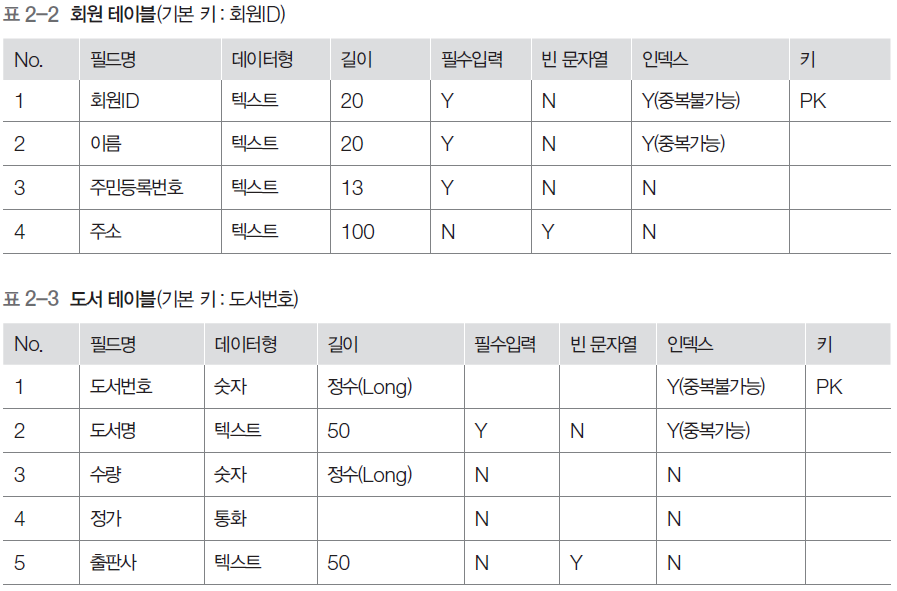 표 2–2 회원 테이블(기본 키 : 회원ID)
No. 필드명 데이터형 길이 필수입력 빈 문자열 인덱스 키
1 회원ID 텍스트 20 Y N Y(중복불가능) PK
2 이름 텍스트 20 Y N Y(중복가능)
3 주민등록번호 텍스트 13 Y N N
4 주소 텍스트 100 N Y N
표 2–3 도서 테이블(기본 키 : 도서번호)
No. 필드명 데이터형 길이 필수입력 빈 문자열 인덱스 키
1 도서번호 숫자 정수(Long) Y(중복불가능) PK
2 도서명 텍스트 50 Y N Y(중복가능)
3 수량 숫자 정수(Long) N N
4 정가 통화 N N
5 출판사 텍스트 50 N Y N